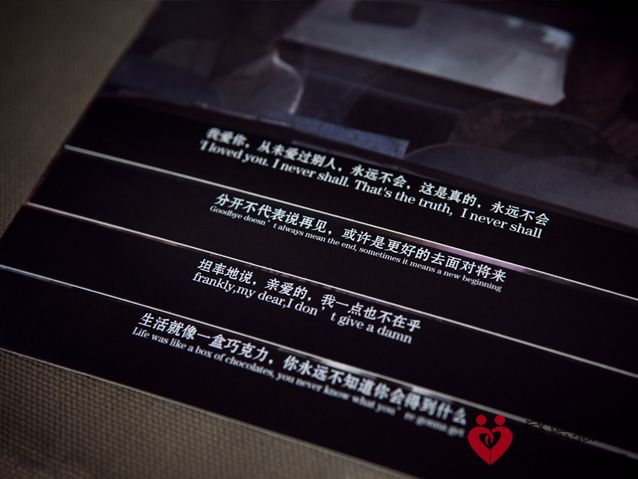 我爱你，从未爱过别人，永远不会，这是真的，永远不会
'I loved you. I never shall. That's the truth, I never shall
分开不代表说再见，或许是更好的去面对将来
Goodbye doesn't always mean the end, sometimes it means a new beginning
坦率地说，亲爱的，我一点也不在乎
frankly,my dear,I don't give a damn
生活就像一盒巧克力，你永远不知道你会得到什么
Life was like a box of chocolates, you never know what you're gonna get